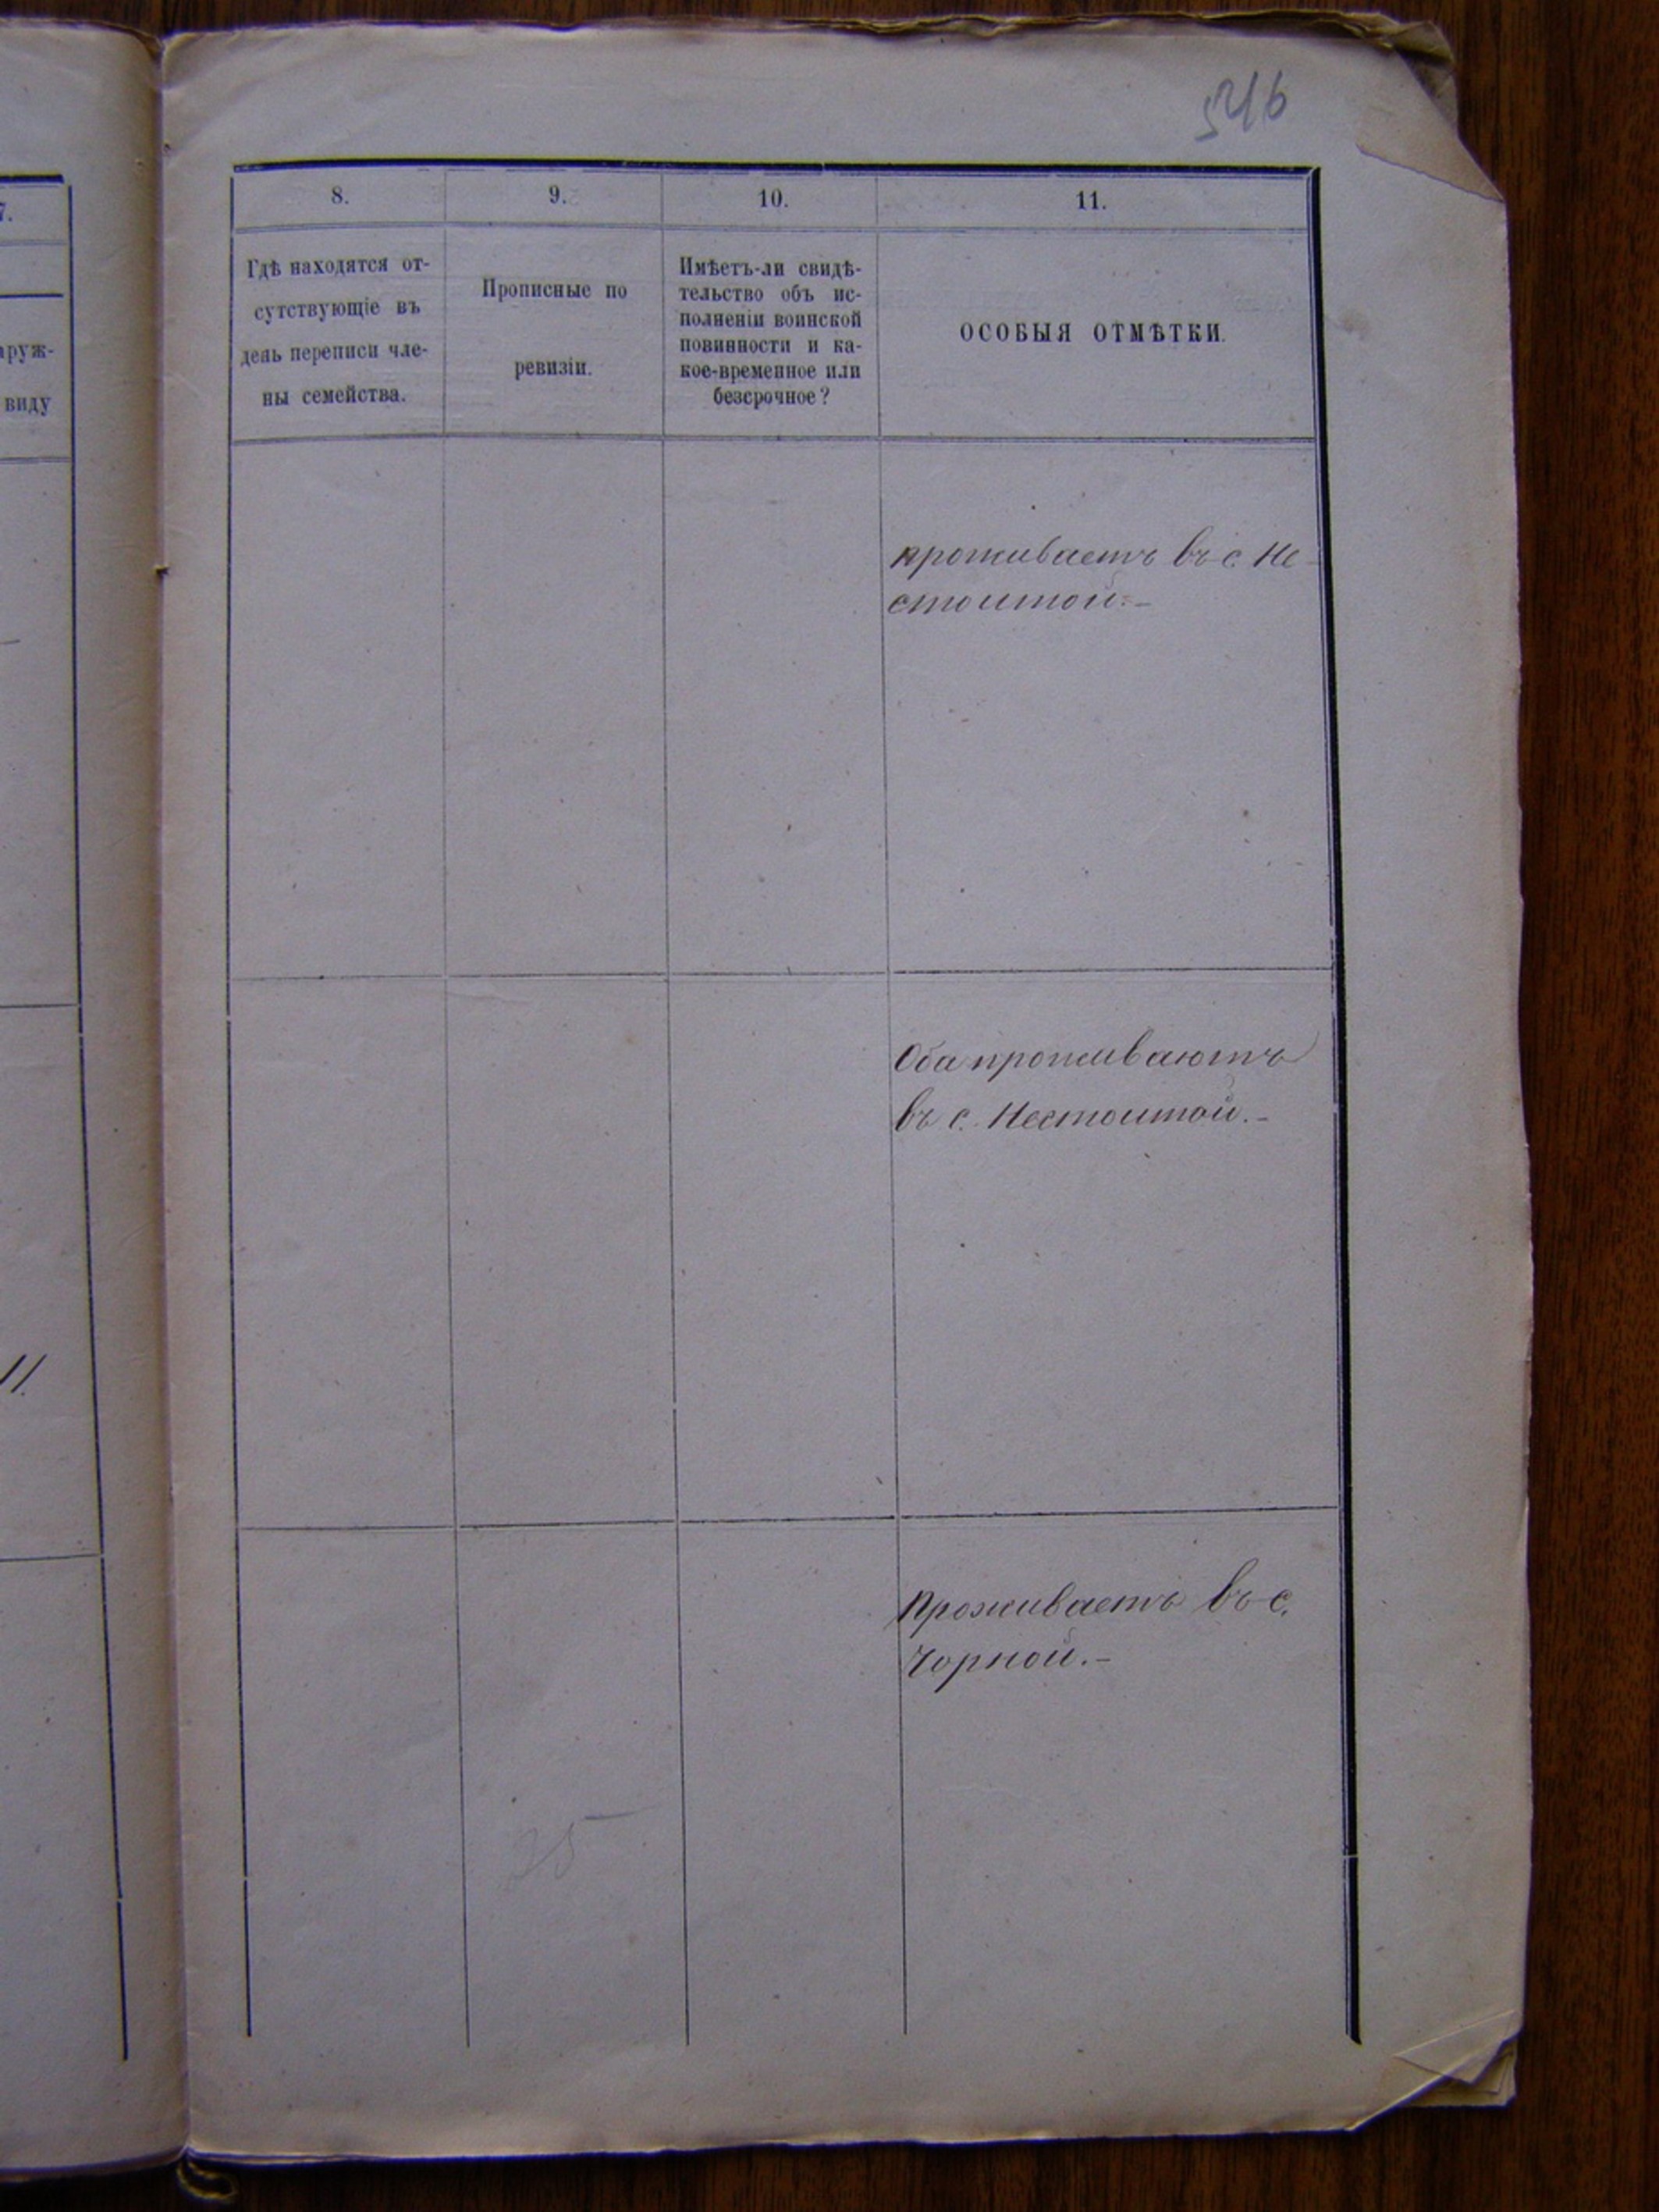 546
7.
аруж-
виду
11.
8.
9.
10.
11.
Гдѣ находятся от-
сутствующіе въ
день переписи чле-
ны семейства.
Прописные по
ревизіи.
Имѣетъ-ли свидѣ-
тельство объ ис-
полненіи воинской
повинности и ка-
кое-временное или
безсрочное?
ОСОБЫЯ ОТМѢТКИ.
проживаетъ въ с. Не-
стоитой.-
Оба проживаютъ
въ с. Нестоитой.-
Проживаетъ въ с.
Чорной.-
35